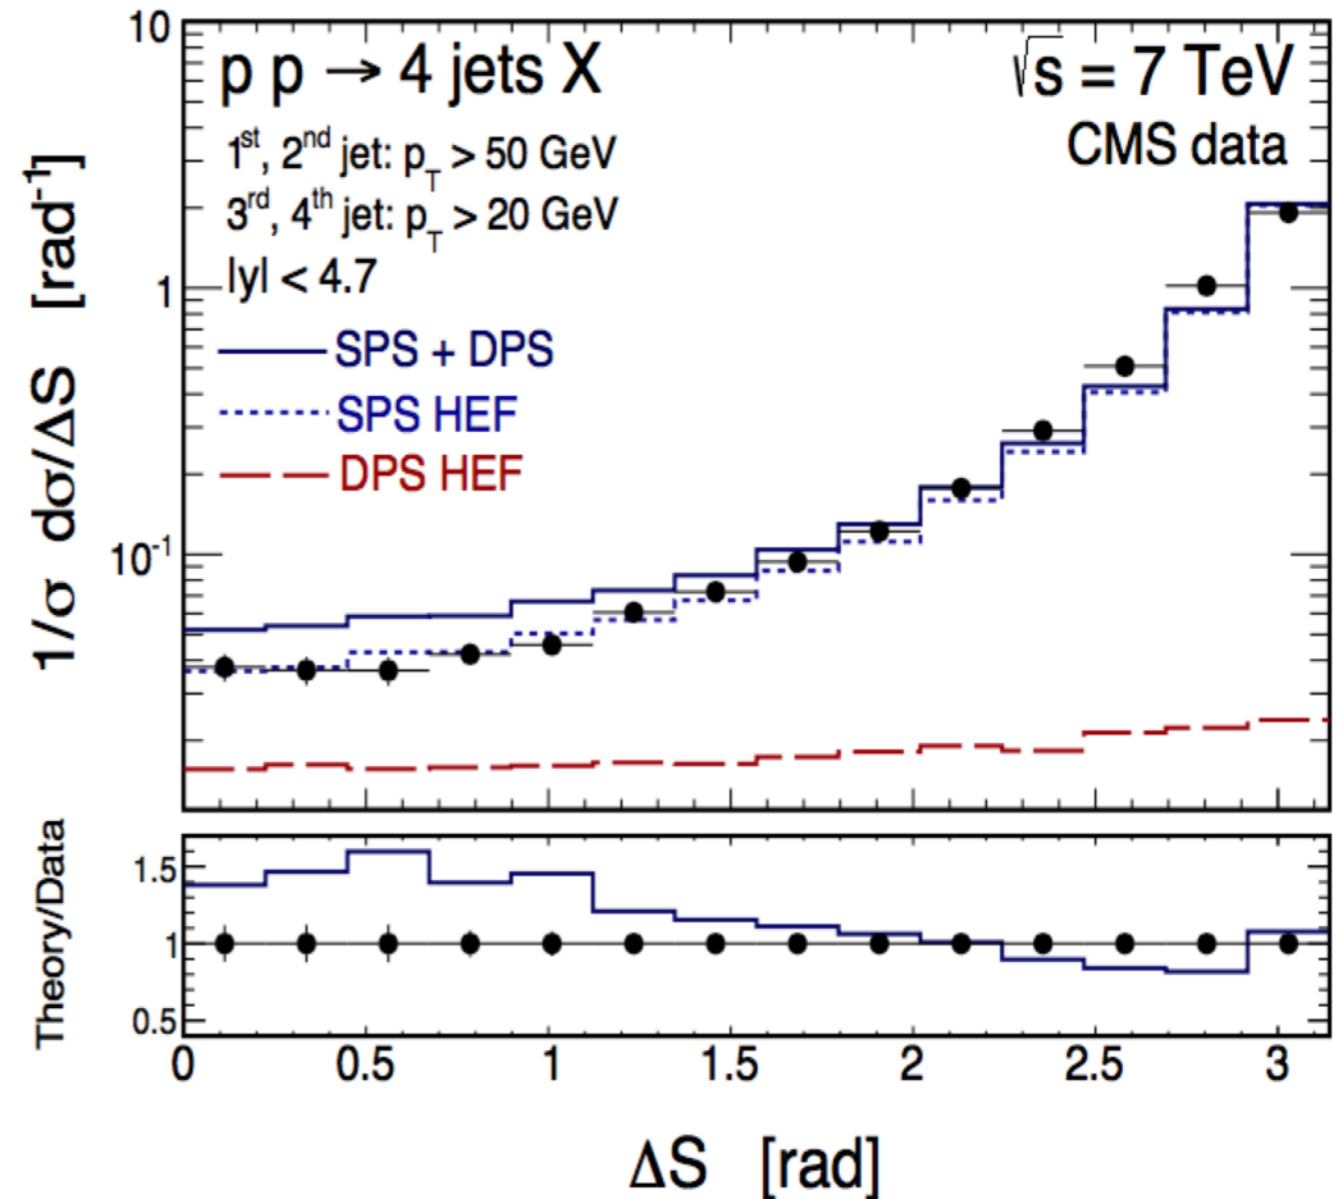 10
p p → 4 jets X
√s = 7 TeV
CMS data
1st, 2nd jet: pT > 50 GeV
3rd, 4th jet: pT > 20 GeV
|y| < 4.7
1
SPS + DPS
SPS HEF
DPS HEF
10-1
1/σ dσ/ΔS [rad-1]
Theory/Data
1.5
1
0.5
0 0.5 1 1.5 2 2.5 3
ΔS [rad]